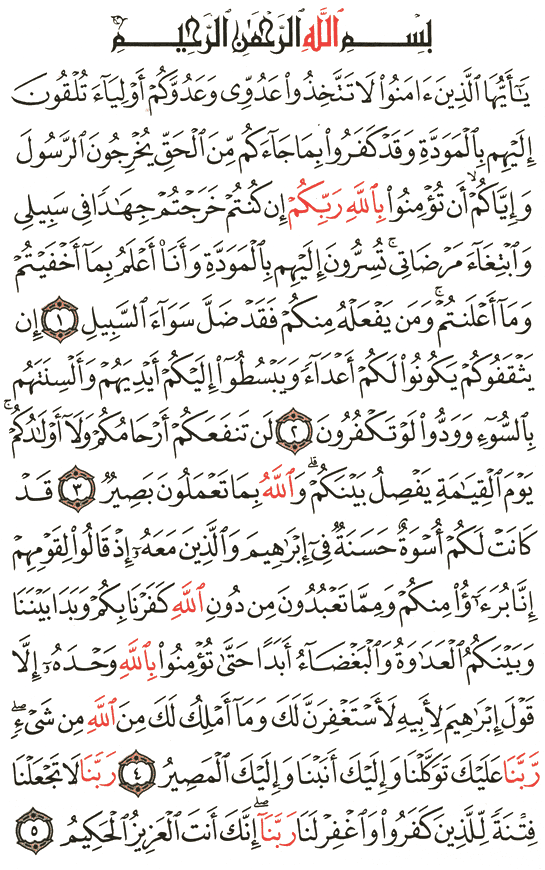 بِسْمِ ٱللَّهِ ٱلرَّحْمَٰنِ ٱلرَّحِيمِ
يَٰٓأَيُّهَا ٱلَّذِينَ ءَامَنُوا۟ لَا تَتَّخِذُوا۟ عَدُوِّى وَعَدُوَّكُمْ أَوْلِيَآءَ تُلْقُونَ
إِلَيْهِم بِٱلْمَوَدَّةِ وَقَدْ كَفَرُوا۟ بِمَا جَآءَكُم مِّنَ ٱلْحَقِّ يُخْرِجُونَ ٱلرَّسُولَ
وَإِيَّاكُمْ ۙ أَن تُؤْمِنُوا۟ بِٱللَّهِ رَبِّكُمْ إِن كُنتُمْ خَرَجْتُمْ جِهَٰدًا فِى سَبِيلِى
وَٱبْتِغَآءَ مَرْضَاتِى ۚ تُسِرُّونَ إِلَيْهِم بِٱلْمَوَدَّةِ وَأَنَا۠ أَعْلَمُ بِمَآ أَخْفَيْتُمْ
وَمَآ أَعْلَنتُمْ ۚ وَمَن يَفْعَلْهُ مِنكُمْ فَقَدْ ضَلَّ سَوَآءَ ٱلسَّبِيلِ ١ إِن
يَثْقَفُوكُمْ يَكُونُوا۟ لَكُمْ أَعْدَآءً وَيَبْسُطُوٓا۟ إِلَيْكُمْ أَيْدِيَهُمْ وَأَلْسِنَتَهُم
بِٱلسُّوٓءِ وَوَدُّوا۟ لَوْ تَكْفُرُونَ ٢ لَن تَنفَعَكُمْ أَرْحَامُكُمْ وَلَآ أَوْلَٰدُكُمْ ۚ
يَوْمَ ٱلْقِيَٰمَةِ يَفْصِلُ بَيْنَكُمْ ۚ وَٱللَّهُ بِمَا تَعْمَلُونَ بَصِيرٌ ٣ قَدْ
كَانَتْ لَكُمْ أُسْوَةٌ حَسَنَةٌ فِىٓ إِبْرَٰهِيمَ وَٱلَّذِينَ مَعَهُۥٓ إِذْ قَالُوا۟ لِقَوْمِهِمْ
إِنَّا بُرَءَٰٓؤُا۟ مِنكُمْ وَمِمَّا تَعْبُدُونَ مِن دُونِ ٱللَّهِ كَفَرْنَا بِكُمْ وَبَدَا بَيْنَنَا
وَبَيْنَكُمُ ٱلْعَدَٰوَةُ وَٱلْبَغْضَآءُ أَبَدًا حَتَّىٰ تُؤْمِنُوا۟ بِٱللَّهِ وَحْدَهُۥٓ إِلَّا
قَوْلَ إِبْرَٰهِيمَ لِأَبِيهِ لَأَسْتَغْفِرَنَّ لَكَ وَمَآ أَمْلِكُ لَكَ مِنَ ٱللَّهِ مِن شَىْءٍ ۖ
رَّبَّنَا عَلَيْكَ تَوَكَّلْنَا وَإِلَيْكَ أَنَبْنَا وَإِلَيْكَ ٱلْمَصِيرُ ٤ رَبَّنَا لَا تَجْعَلْنَا
فِتْنَةً لِّلَّذِينَ كَفَرُوا۟ وَٱغْفِرْ لَنَا رَبَّنَآ ۖ إِنَّكَ أَنتَ ٱلْعَزِيزُ ٱلْحَكِيمُ ٥